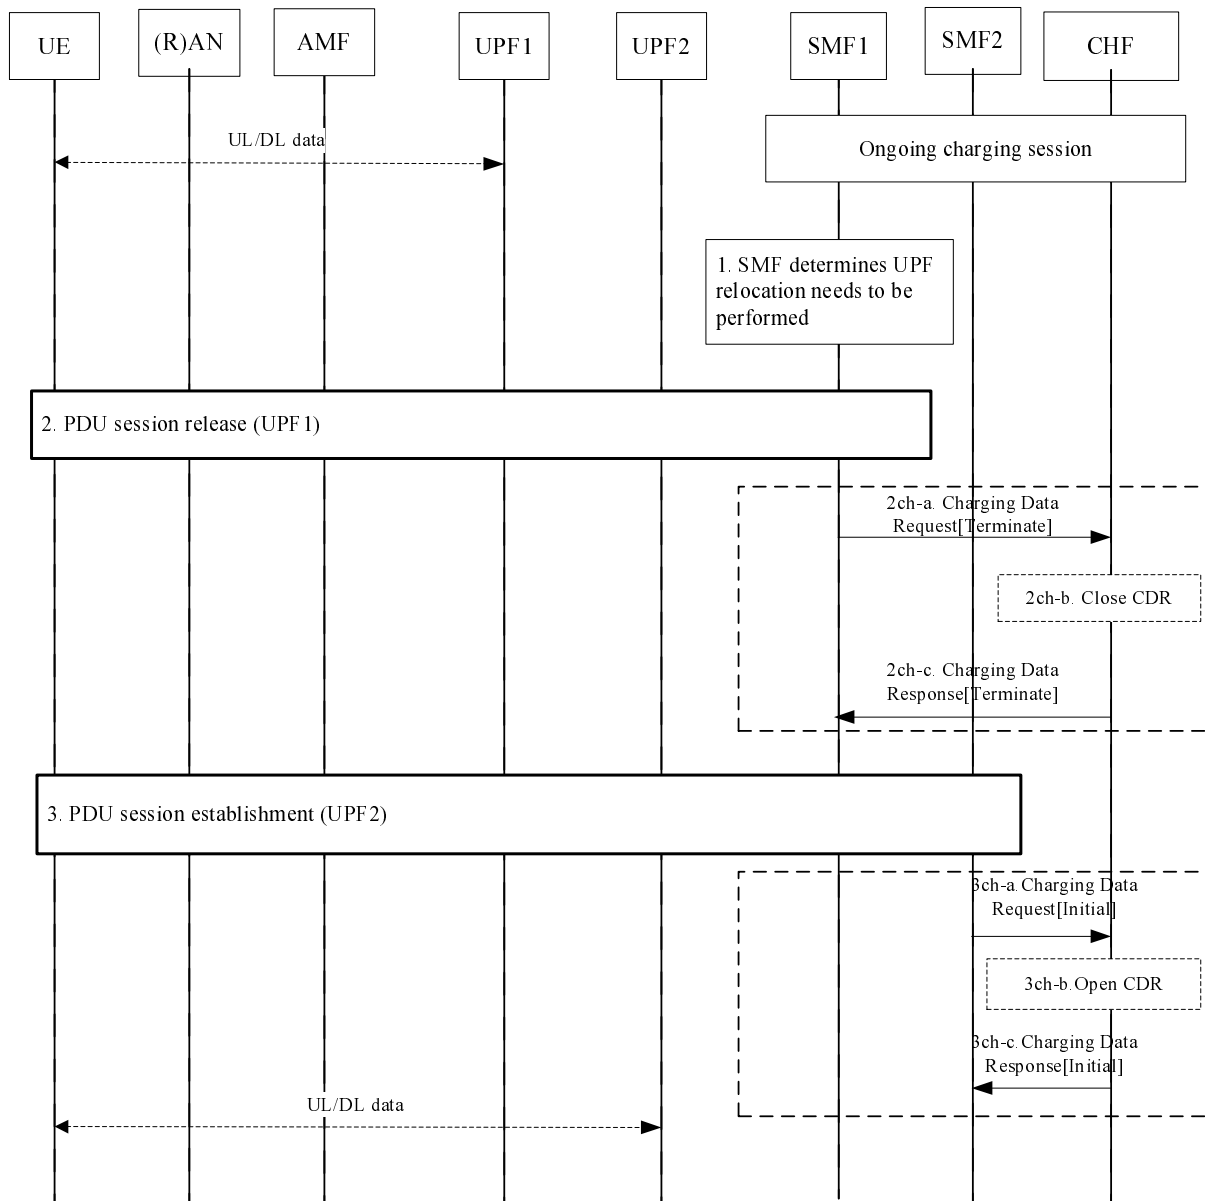 UE
(R)AN
AMF
UPF1
UPF2
SMF1
SMF2
CHF
UL/DL data
Ongoing charging session
1. SMF determines UPF
relocation needs to be
performed
2. PDU session release (UPF1)
2ch-a. Charging Data
Request[Terminate]
2ch-b. Close CDR
2ch-c. Charging Data
Response[Terminate]
3. PDU session establishment (UPF2)
3ch-a.Charging Data
Request[Initial]
3ch-b.Open CDR
3ch-c.Charging Data
Response[Initial]
UL/DL data